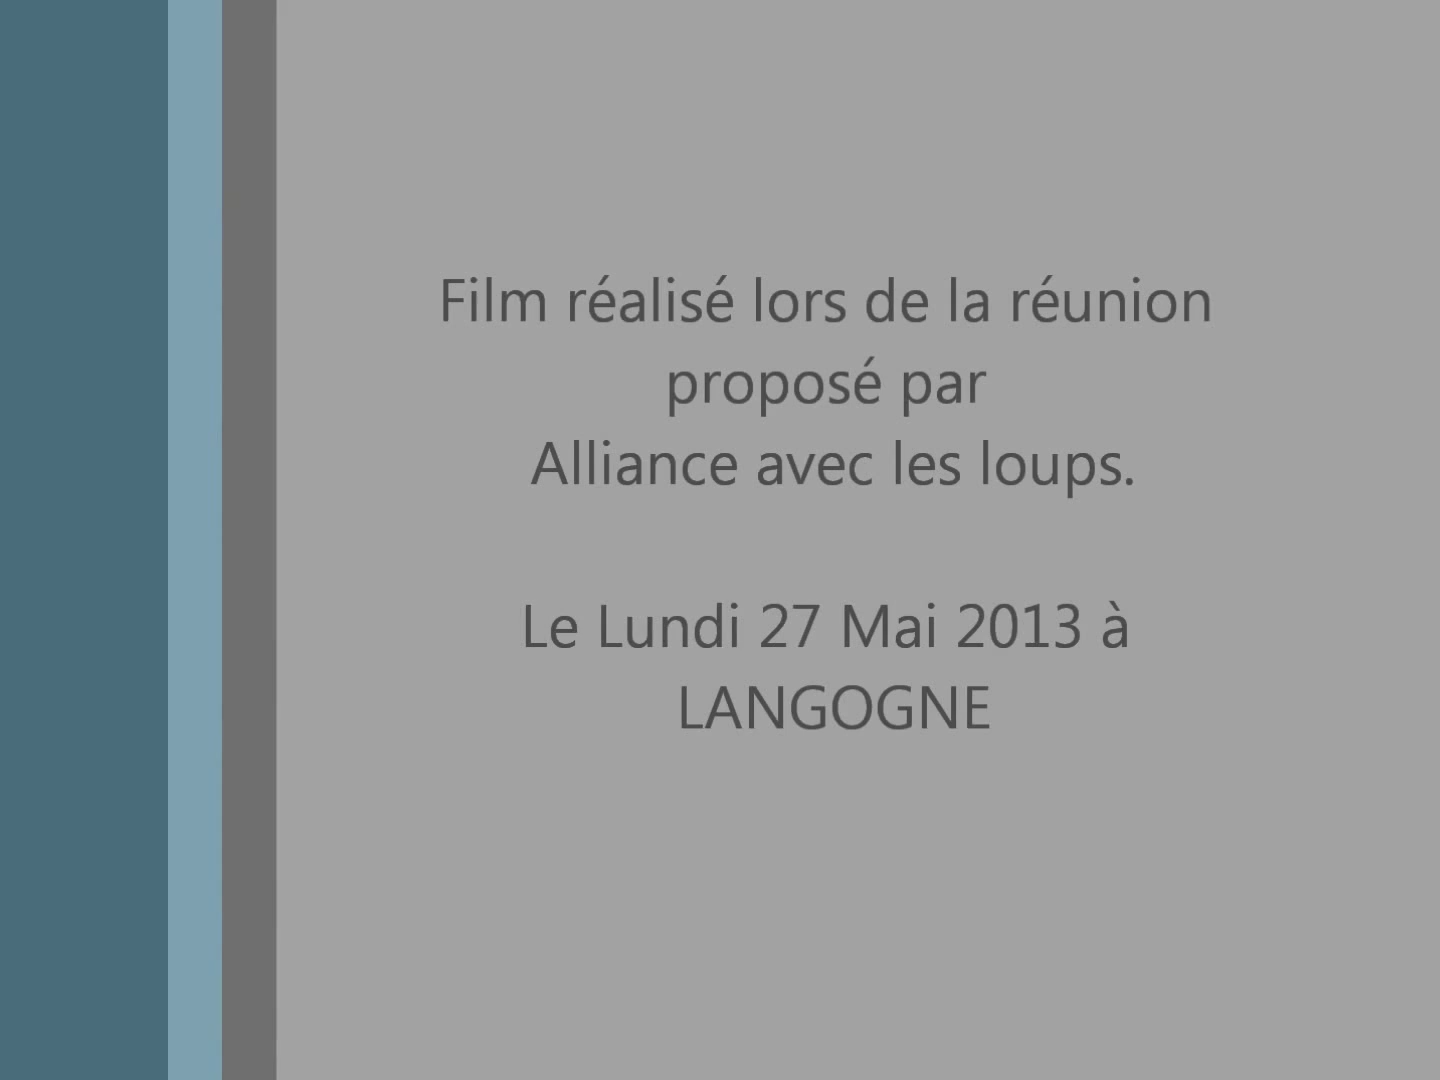 Film réalisé lors de la réunion
proposé par
Alliance avec les loups.
Le Lundi 27 Mai 2013 à
LANGOGNE